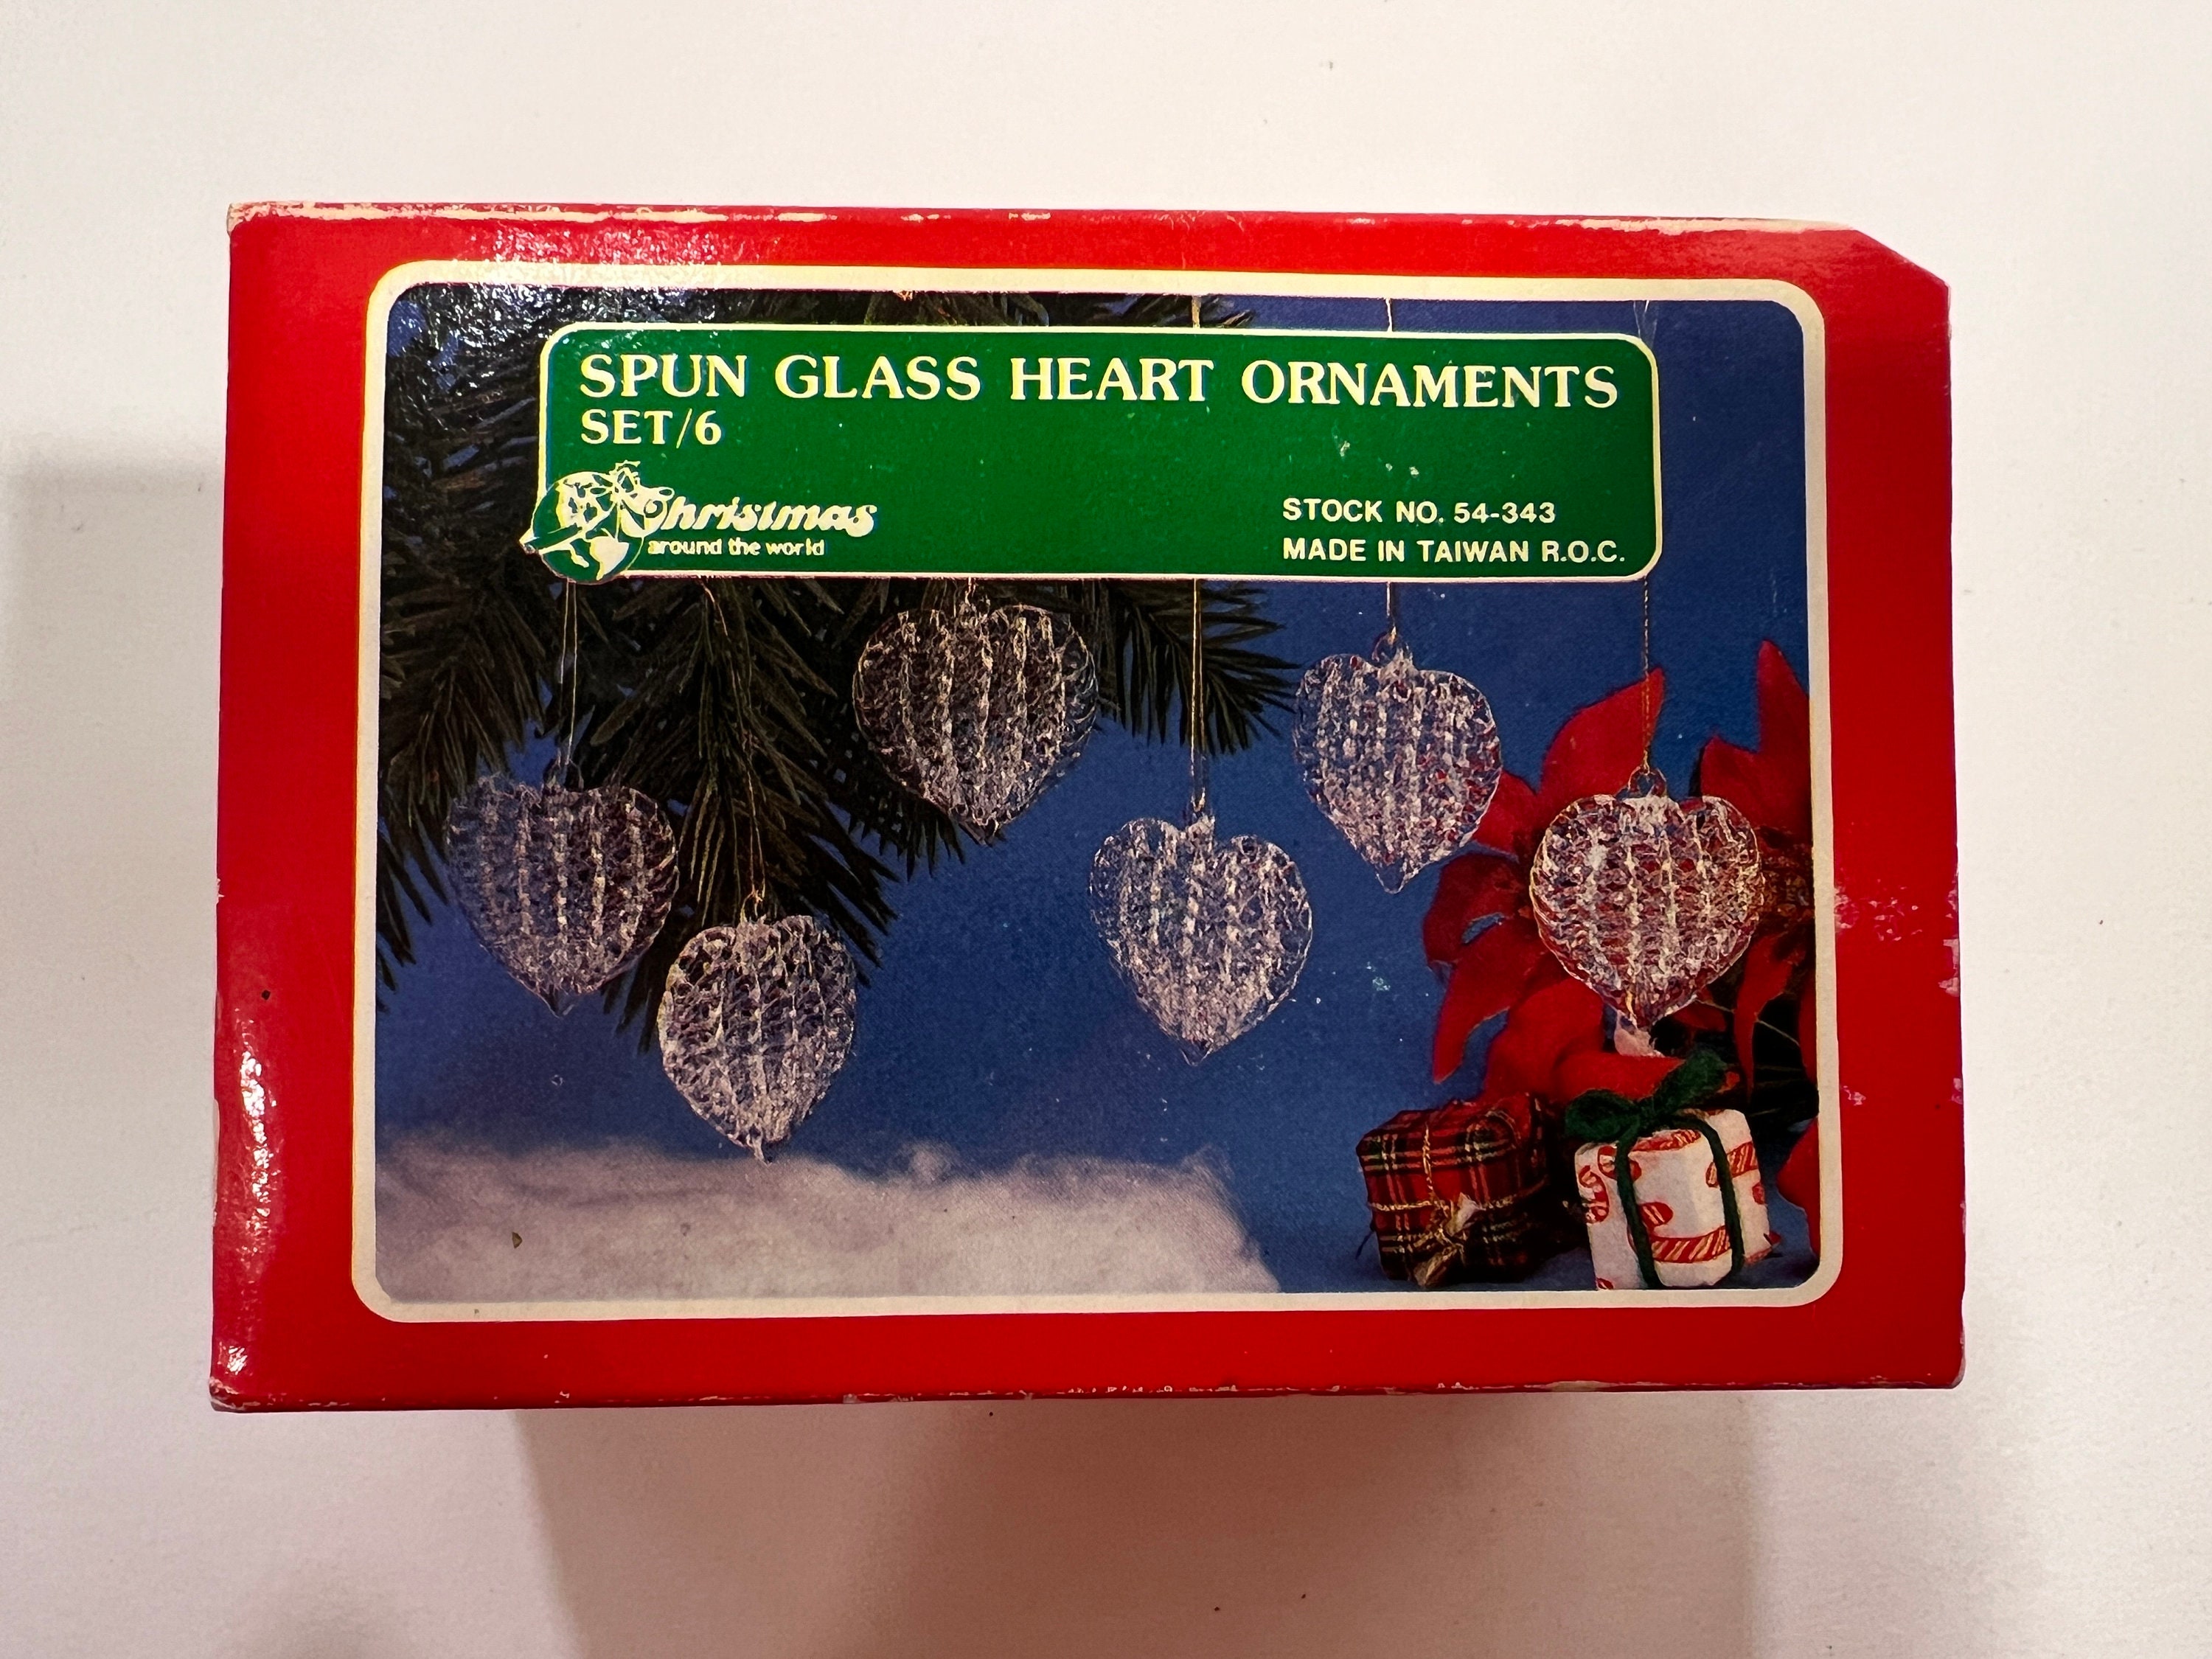 SPUN GLASS HEART ORNAMENTS
SET/6
Christmas
around the world
STOCK NO. 54-343
MADE IN TAIWAN R.O.C.